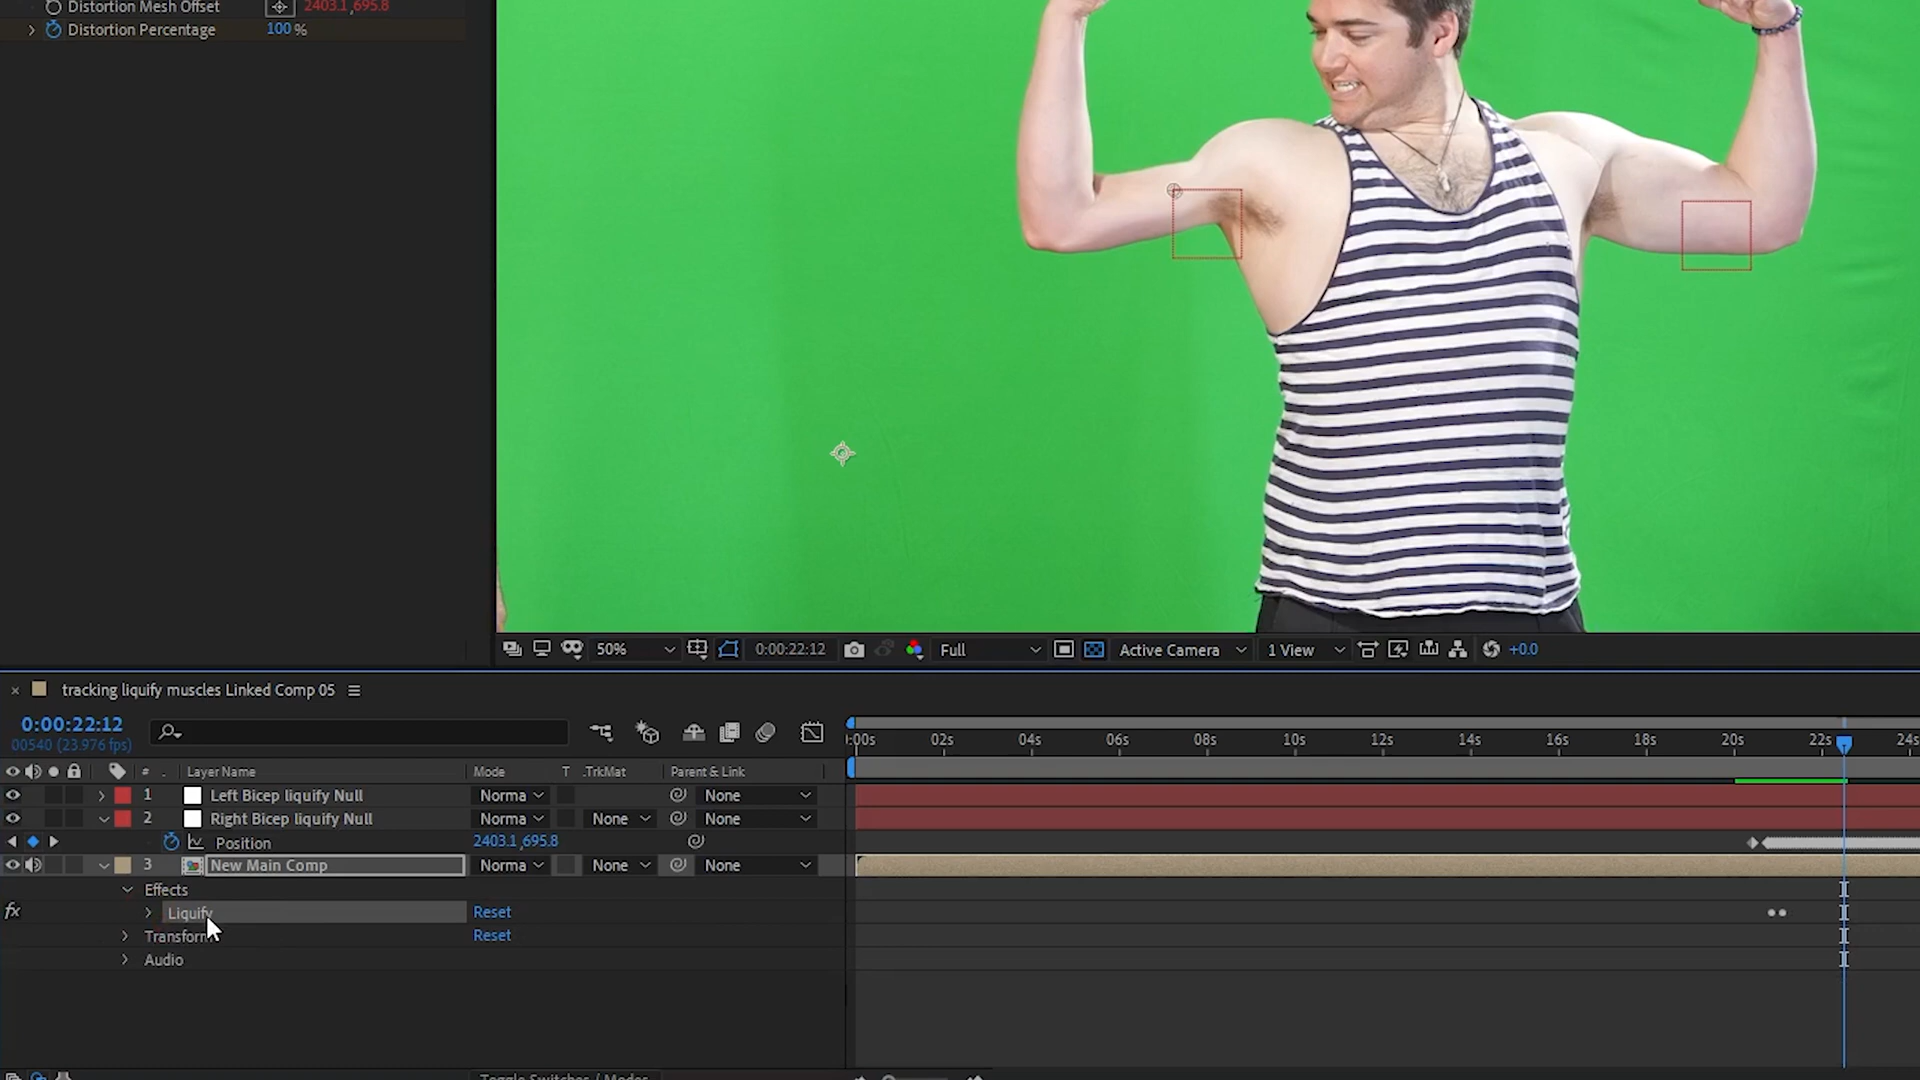 Distortion Mesh Offset 2403.1 ,695.8
Distortion Percentage 100 %
50% 0:00:22:12 Full Active Camera 1 View +0.0
tracking liquify muscles Linked Comp 05
0:00:22:12
00540 (23.976 fps)
:00s 02s 04s 06s 08s 10s 12s 14s 16s 18s 20s 22s 24s
# Layer Name Mode T .TrkMat Parent & Link
1 Left Bicep liquify Null Norma None
2 Right Bicep liquify Null Norma None None
Position 2403.1 ,695.8
3 New Main Comp Norma None None
Effects
fx Liquify Reset
Transform Reset
Audio
Toggle Switches / Modes